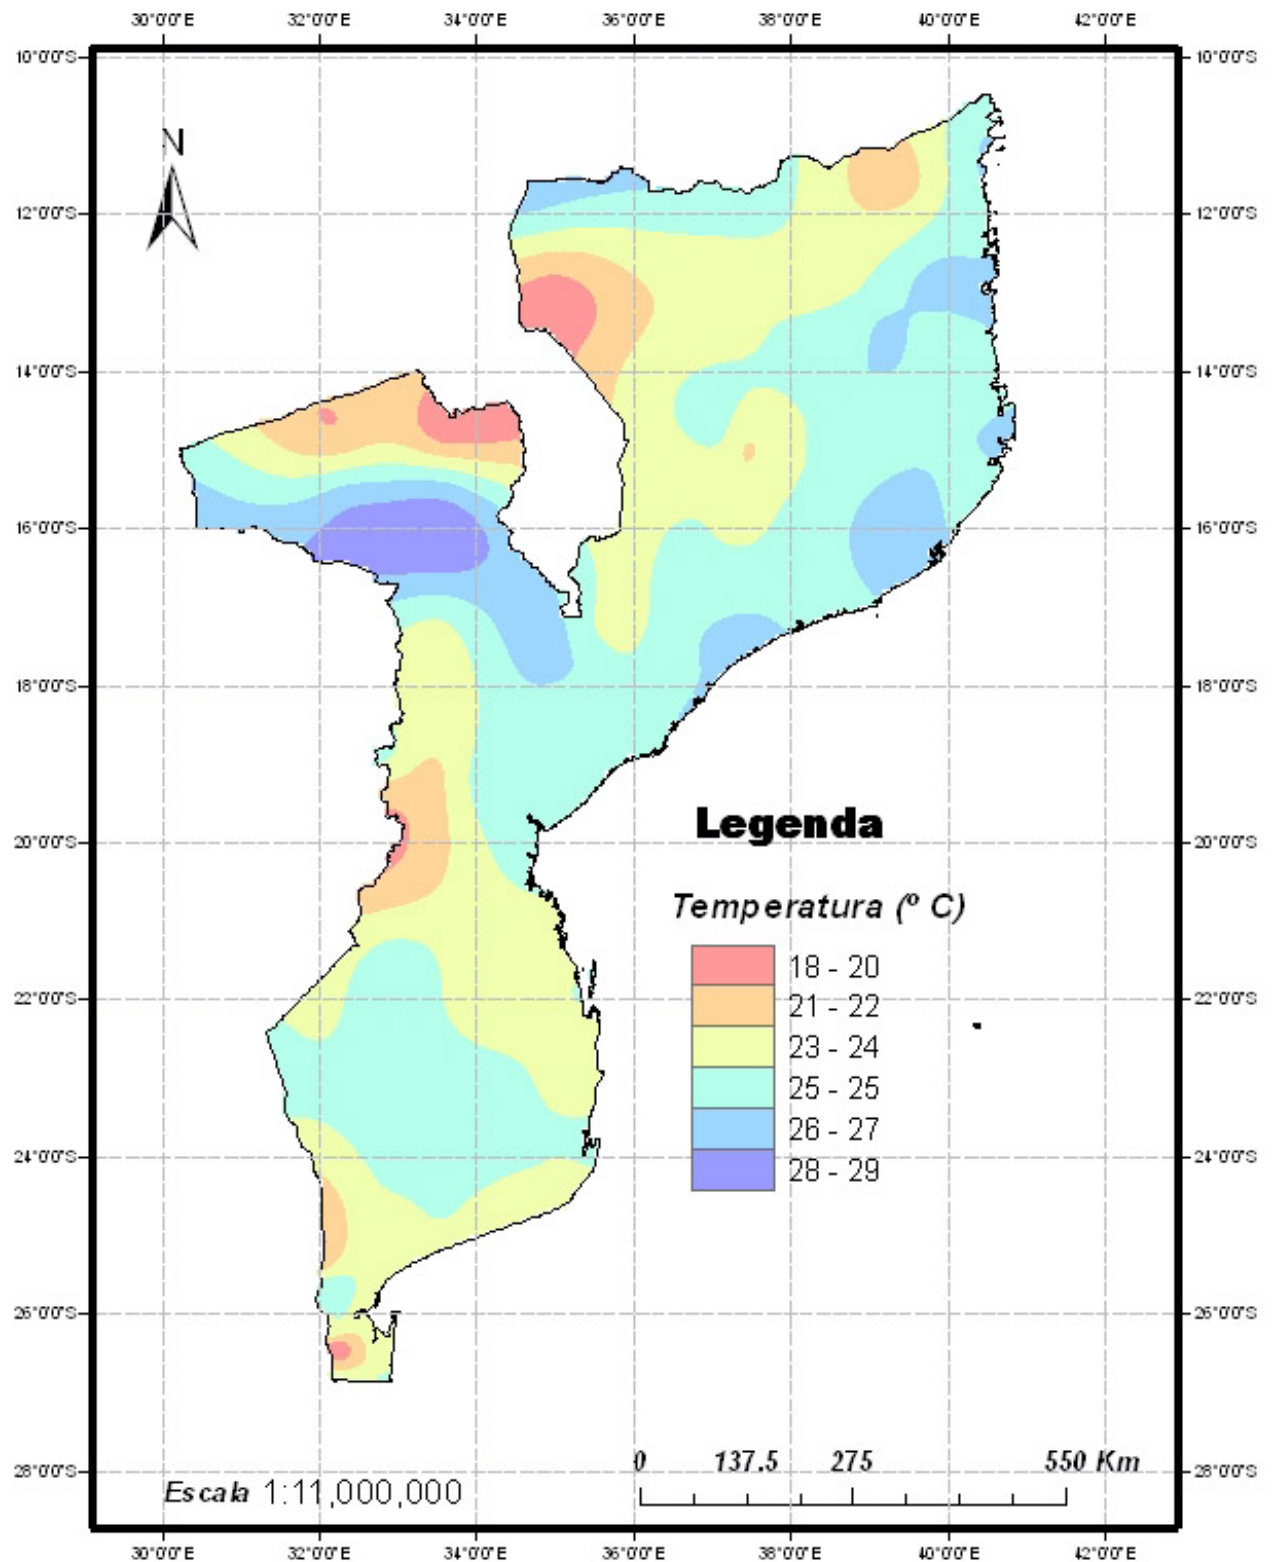 30°0'0"E 32°0'0"E 34°0'0"E 36°0'0"E 38°0'0"E 40°0'0"E 42°0'0"E
10°0'0"S 10°0'0"S
N
12°0'0"S 12°0'0"S
14°0'0"S 14°0'0"S
16°0'0"S 16°0'0"S
18°0'0"S 18°0'0"S
Legenda
20°0'0"S 20°0'0"S
Temperatura (º C)
18 - 20
22°0'0"S 21 - 22 22°0'0"S
23 - 24
25 - 25
26 - 27
24°0'0"S 28 - 29 24°0'0"S
26°0'0"S 26°0'0"S
0 137.5 275 550 Km
28°0'0"S 28°0'0"S
Escala 1:11,000,000
30°0'0"E 32°0'0"E 34°0'0"E 36°0'0"E 38°0'0"E 40°0'0"E 42°0'0"E